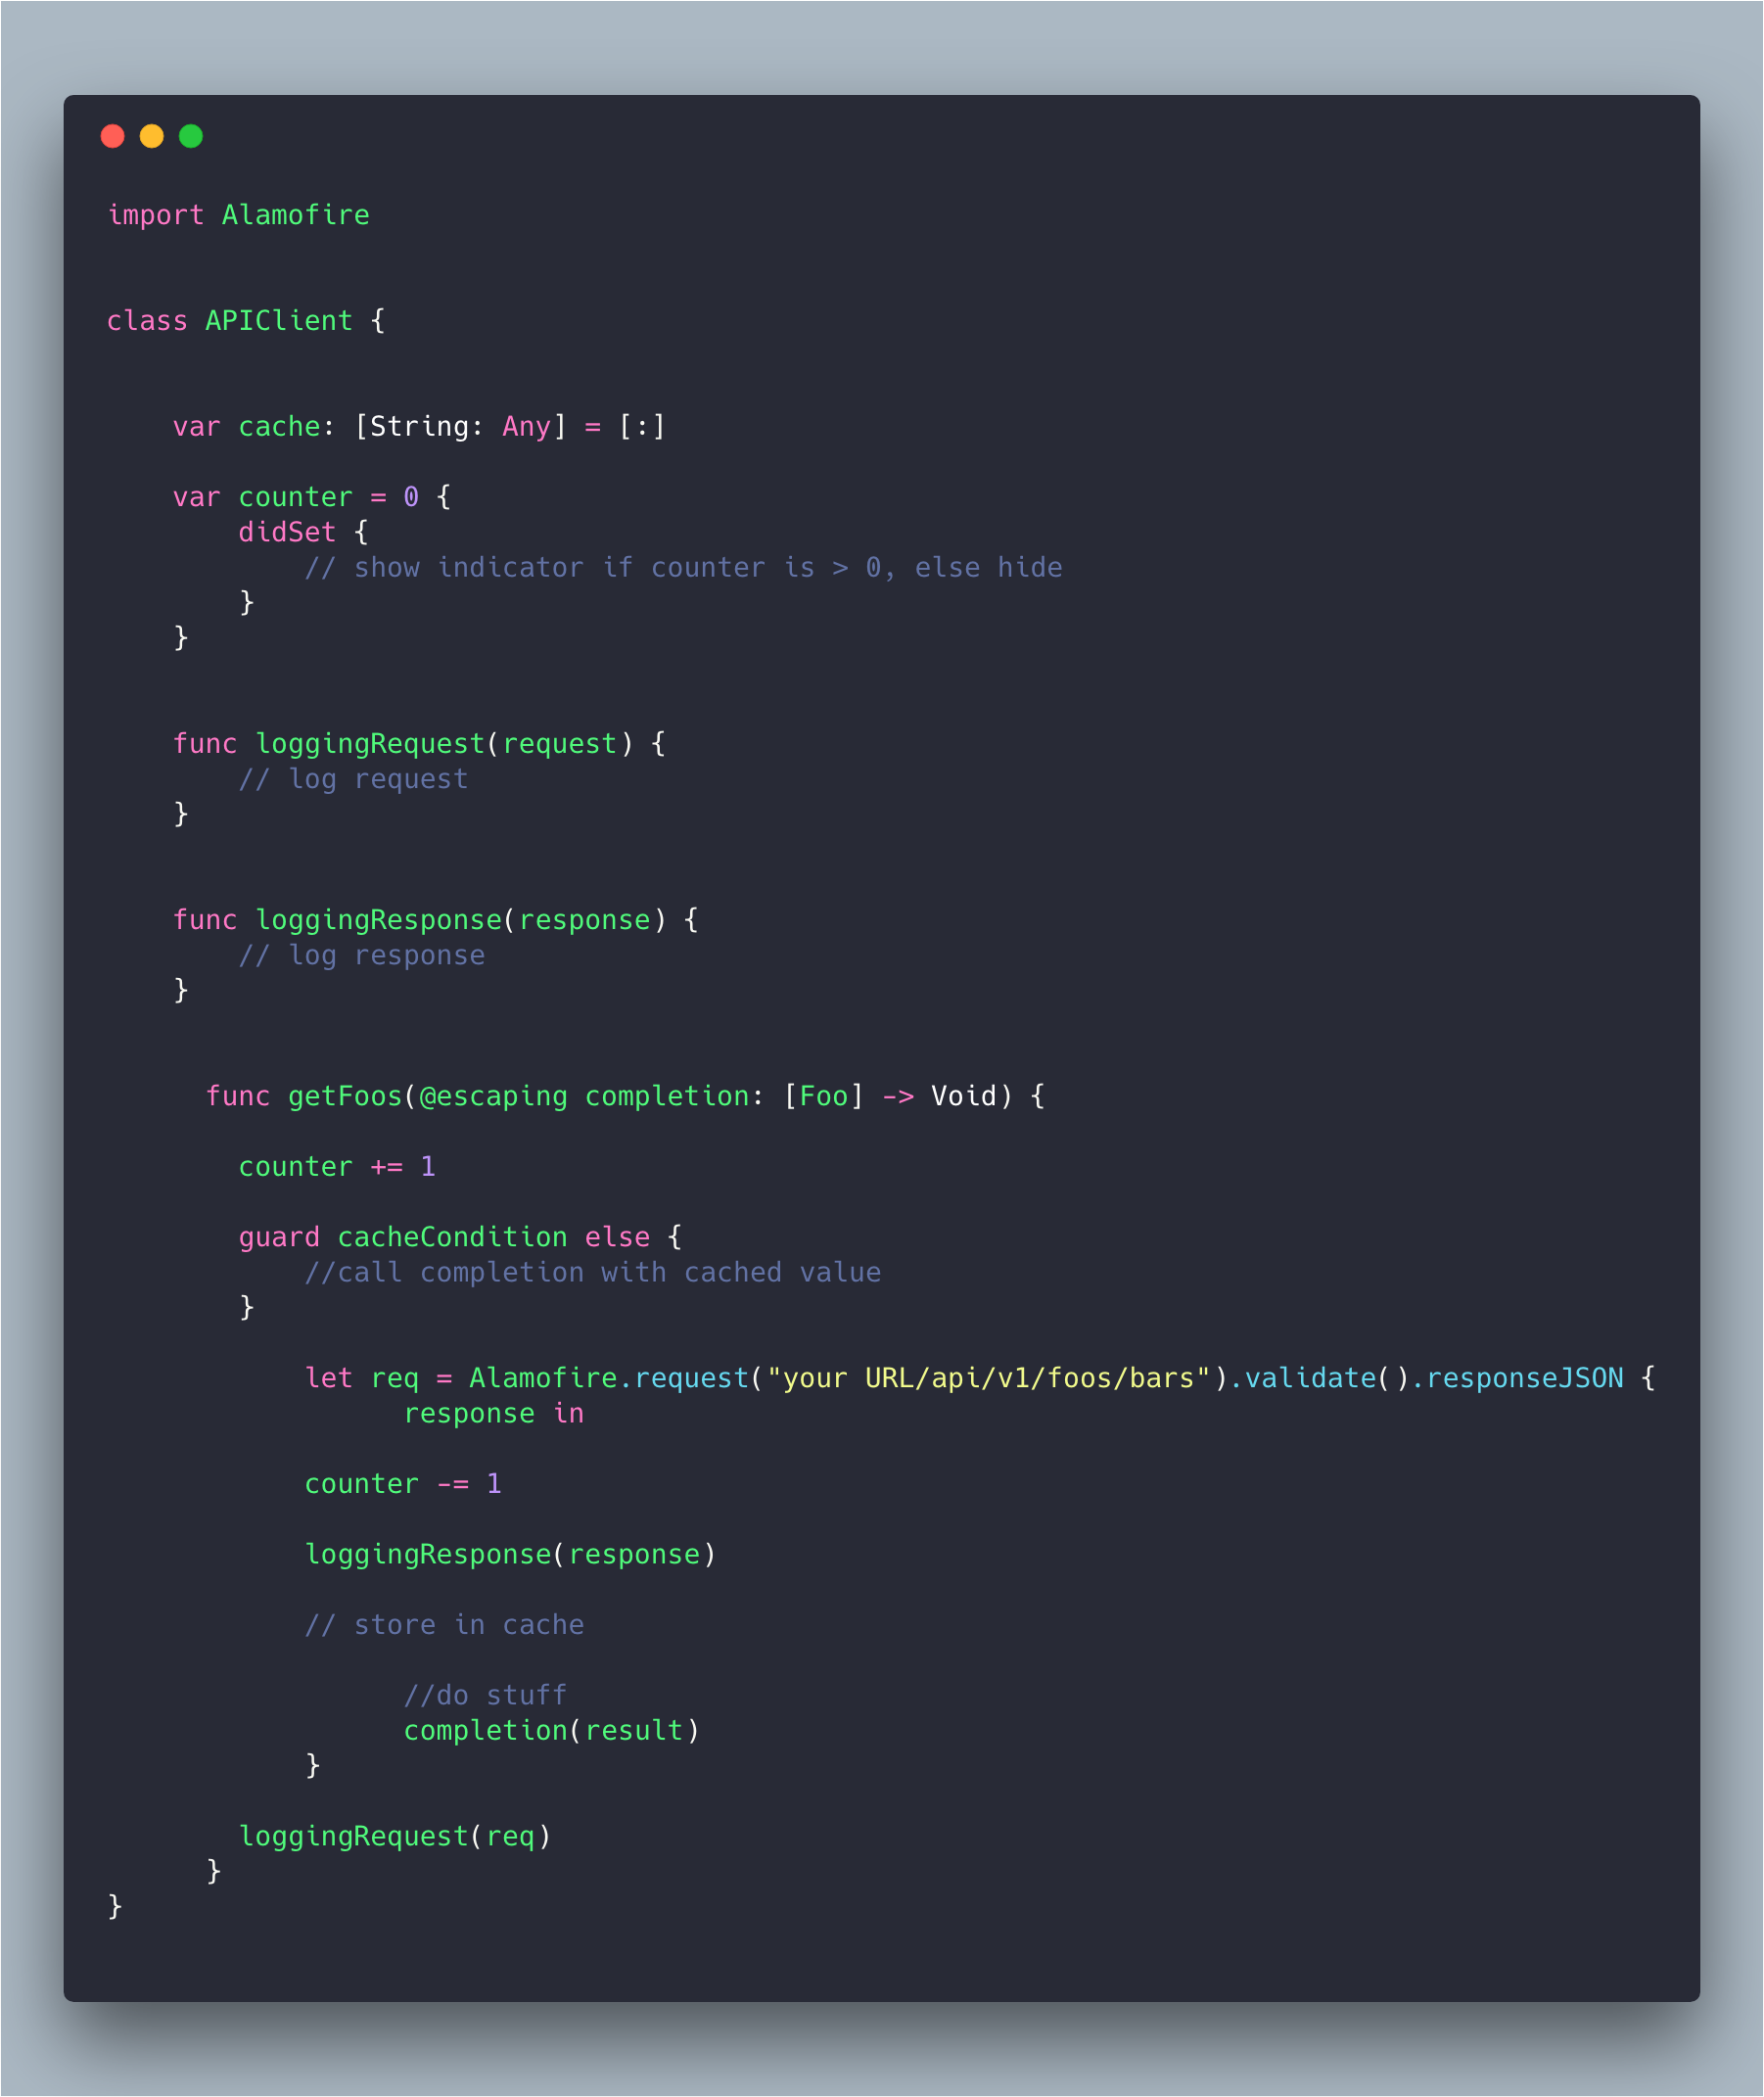 import Alamofire
class APIClient {
    var cache: [String: Any] = [:]
    var counter = 0 {
        didSet {
            // show indicator if counter is > 0, else hide
        }
    }
    func loggingRequest(request) {
        // log request
    }
    func loggingResponse(response) {
        // log response
    }
      func getFoos(@escaping completion: [Foo] -> Void) {
        counter += 1
        guard cacheCondition else {
            //call completion with cached value
        }
            let req = Alamofire.request("your URL/api/v1/foos/bars").validate().responseJSON {
                  response in
            counter -= 1
            loggingResponse(response)
            // store in cache
                  //do stuff
                  completion(result)
            }
        loggingRequest(req)
      }
}